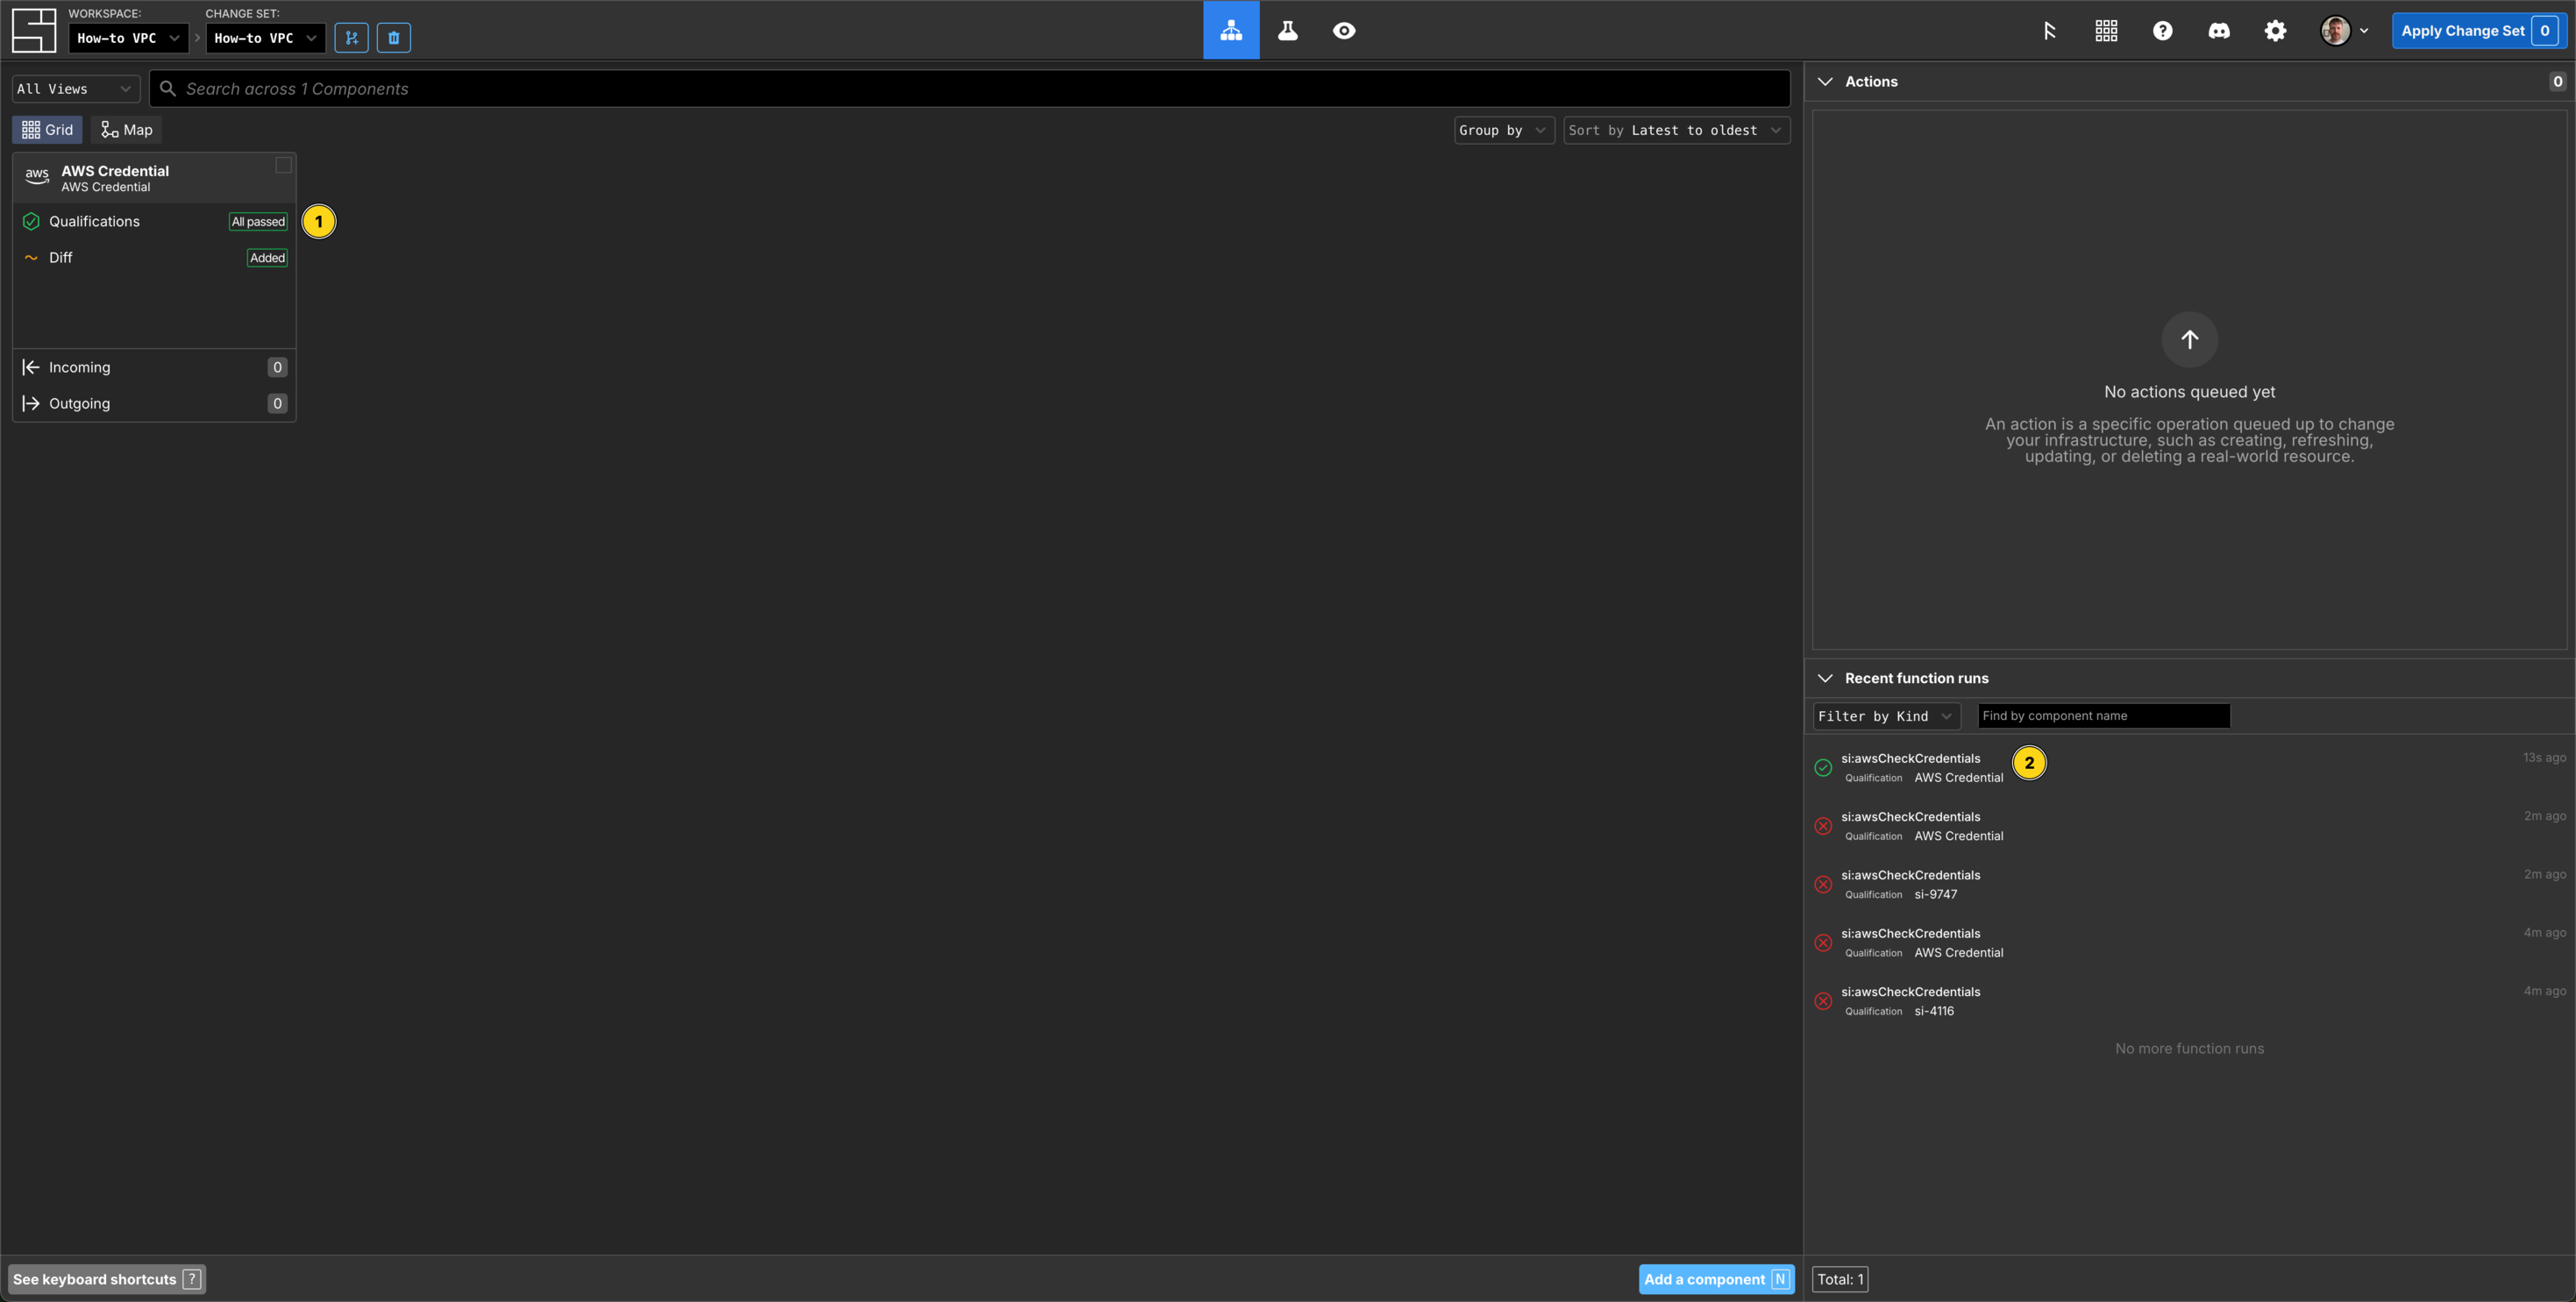 WORKSPACE:
How-to VPC
CHANGE SET:
How-to VPC
Apply Change Set 0
All Views
Search across 1 Components
Grid
Map
Group by
Sort by Latest to oldest
aws
AWS Credential
AWS Credential
Qualifications All passed
1
Diff Added
Incoming 0
Outgoing 0
Actions 0
No actions queued yet
An action is a specific operation queued up to change
your infrastructure, such as creating, refreshing,
updating, or deleting a real-world resource.
Recent function runs
Filter by Kind
Find by component name
si:awsCheckCredentials
Qualification AWS Credential
2
13s ago
si:awsCheckCredentials
Qualification AWS Credential
2m ago
si:awsCheckCredentials
Qualification si-9747
2m ago
si:awsCheckCredentials
Qualification AWS Credential
4m ago
si:awsCheckCredentials
Qualification si-4116
4m ago
No more function runs
See keyboard shortcuts ?
Add a component N
Total: 1